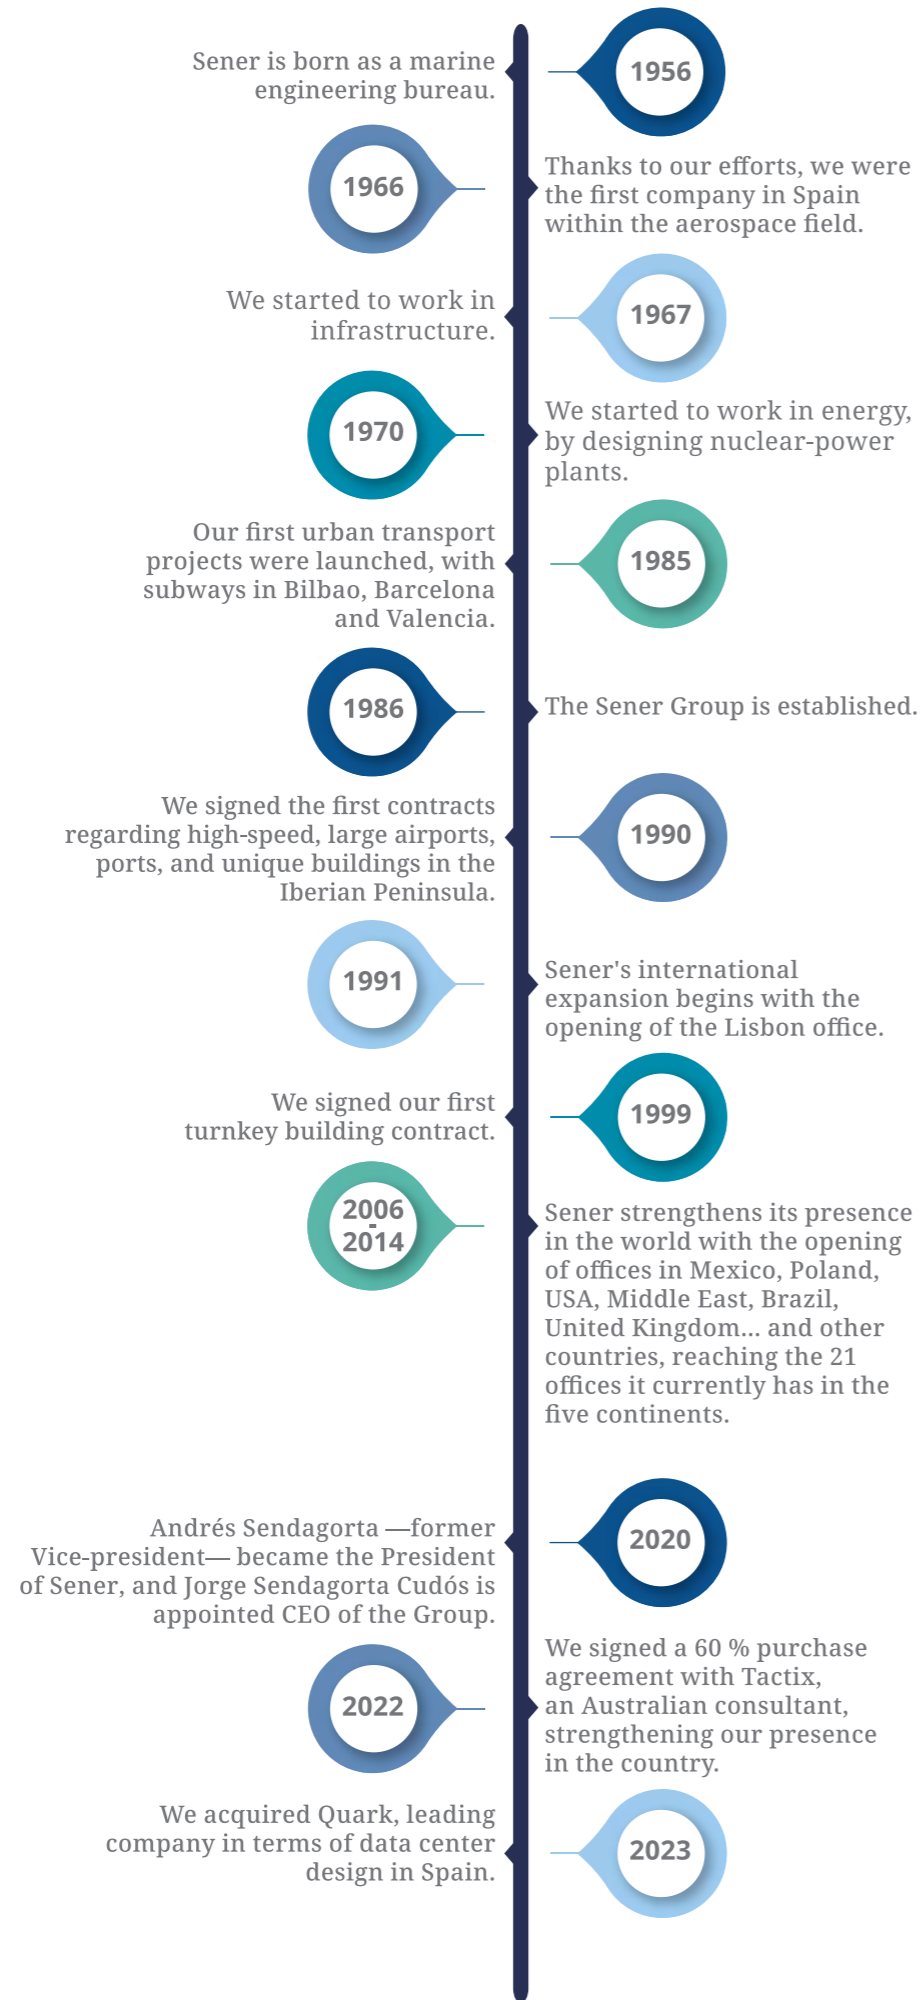 Sener is born as a marine
engineering bureau.
1956
1966
Thanks to our efforts, we were
the first company in Spain
within the aerospace field.
We started to work in
infrastructure.
1967
1970
We started to work in energy,
by designing nuclear-power
plants.
Our first urban transport
projects were launched, with
subways in Bilbao, Barcelona
and Valencia.
1985
1986
The Sener Group is established.
We signed the first contracts
regarding high-speed, large airports,
ports, and unique buildings in the
Iberian Peninsula.
1990
1991
Sener's international
expansion begins with the
opening of the Lisbon office.
We signed our first
turnkey building contract.
1999
2006
-
2014
Sener strengthens its presence
in the world with the opening
of offices in Mexico, Poland,
USA, Middle East, Brazil,
United Kingdom... and other
countries, reaching the 21
offices it currently has in the
five continents.
Andrés Sendagorta —former
Vice-president— became the President
of Sener, and Jorge Sendagorta Cudós is
appointed CEO of the Group.
2020
2022
We signed a 60 % purchase
agreement with Tactix,
an Australian consultant,
strengthening our presence
in the country.
We acquired Quark, leading
company in terms of data center
design in Spain.
2023